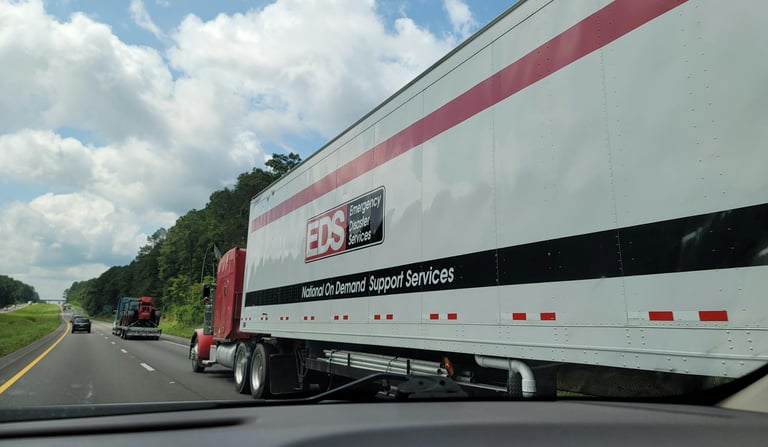 EDS
Emergency
Disaster
Services
National On Demand Support Services